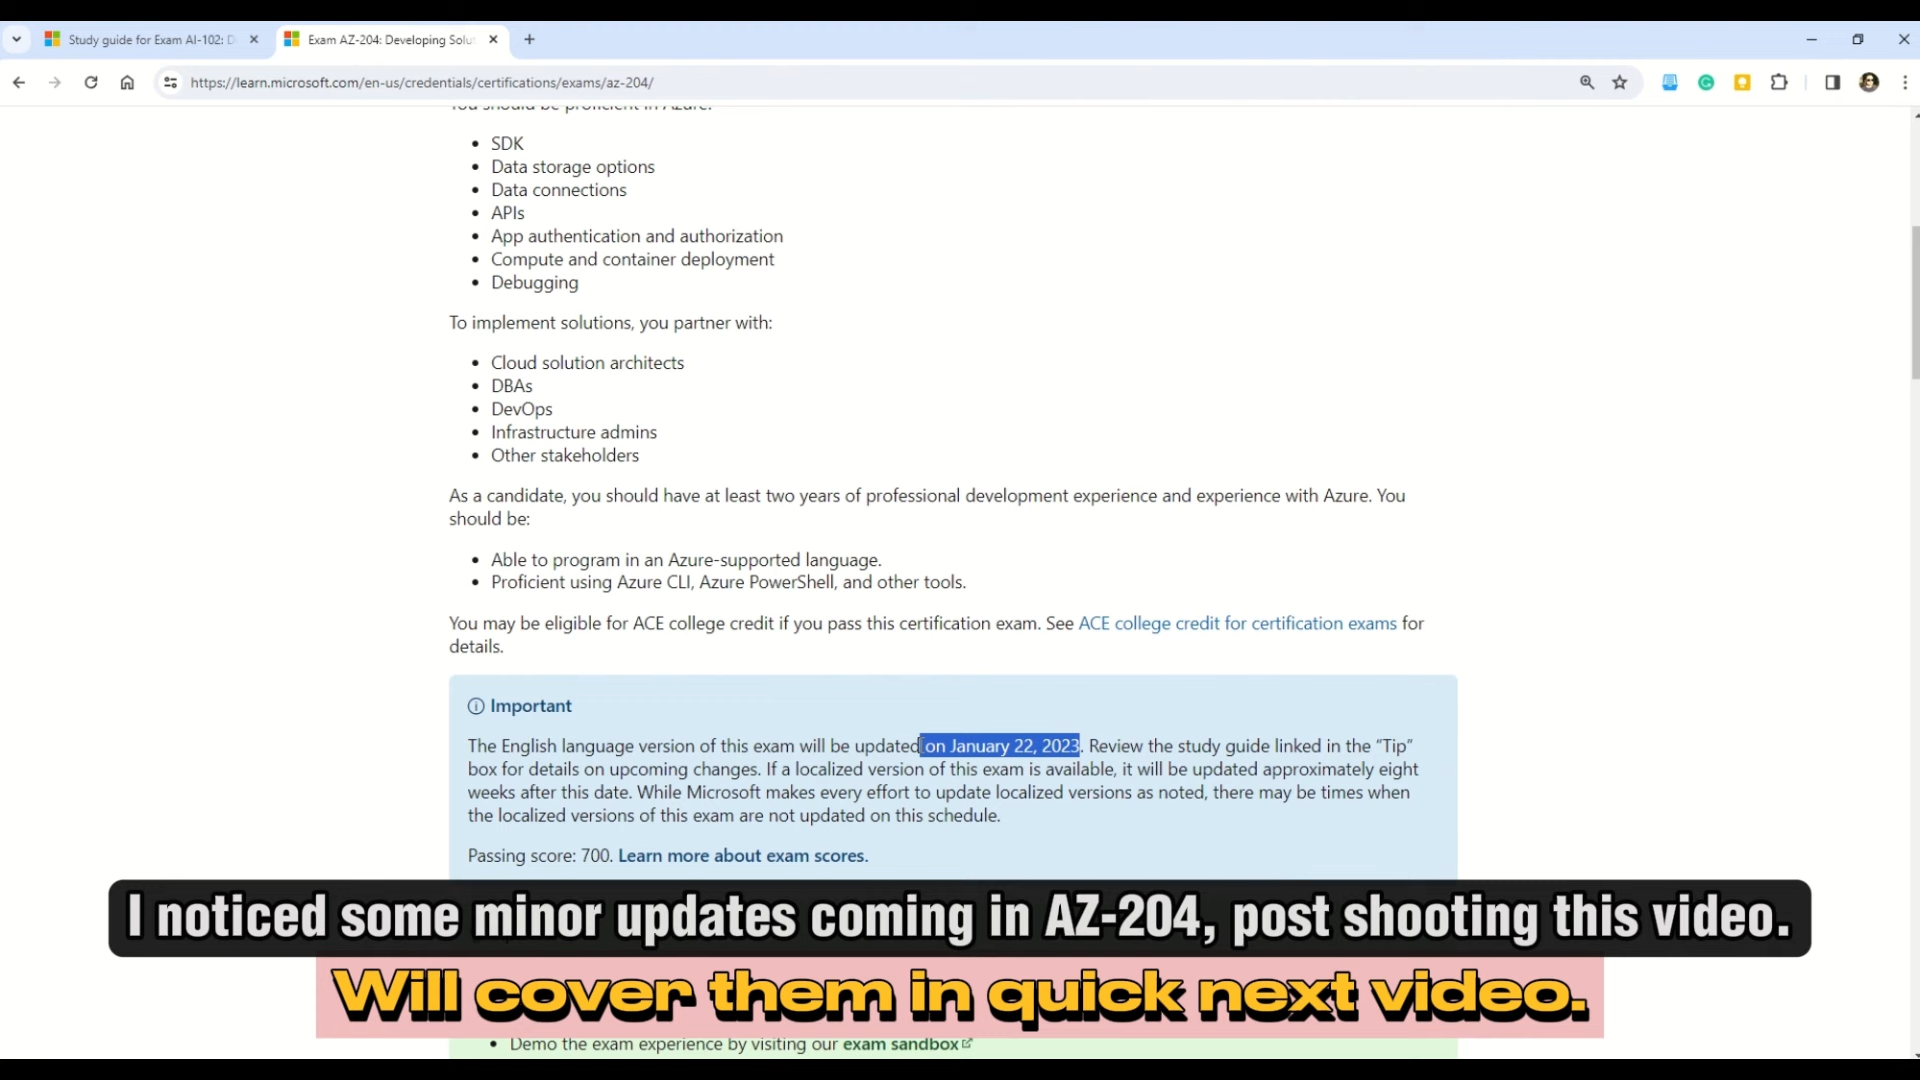 Study guide for Exam AI-102: D
Exam AZ-204: Developing Solut
https://learn.microsoft.com/en-us/credentials/certifications/exams/az-204/
You should be proficient in Azure:
• SDK
• Data storage options
• Data connections
• APIs
• App authentication and authorization
• Compute and container deployment
• Debugging
To implement solutions, you partner with:
• Cloud solution architects
• DBAs
• DevOps
• Infrastructure admins
• Other stakeholders
As a candidate, you should have at least two years of professional development experience and experience with Azure. You
should be:
• Able to program in an Azure-supported language.
• Proficient using Azure CLI, Azure PowerShell, and other tools.
You may be eligible for ACE college credit if you pass this certification exam. See ACE college credit for certification exams for
details.
Important
The English language version of this exam will be updated on January 22, 2023. Review the study guide linked in the “Tip”
box for details on upcoming changes. If a localized version of this exam is available, it will be updated approximately eight
weeks after this date. While Microsoft makes every effort to update localized versions as noted, there may be times when
the localized versions of this exam are not updated on this schedule.
Passing score: 700. Learn more about exam scores.
I noticed some minor updates coming in AZ-204, post shooting this video.
Will cover them in quick next video.
• Demo the exam experience by visiting our exam sandbox